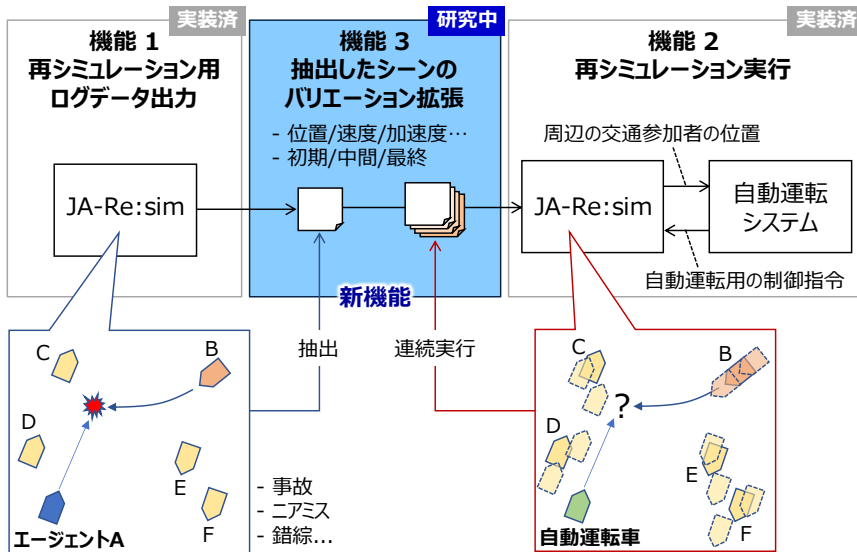 実装済
機能 1
再シミュレーション用
ログデータ出力
JA-Re:sim
研究中
機能 3
抽出したシーンの
バリエーション拡張
- 位置/速度/加速度…
- 初期/中間/最終
新機能
実装済
機能 2
再シミュレーション実行
周辺の交通参加者の位置
JA-Re:sim
自動運転
システム
自動運転用の制御指令
抽出
連続実行
C
B
D
E
F
エージェントA
- 事故
- ニアミス
- 錯綜...
C
B
?
D
E
F
自動運転車